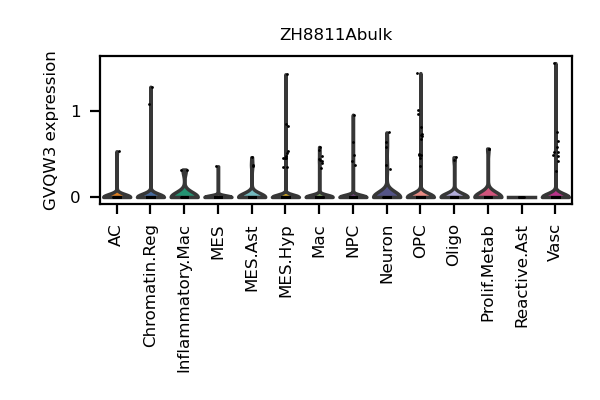 ZH8811Abulk
GVQW3 expression
1
0
AC
Chromatin.Reg
Inflammatory.Mac
MES
MES.Ast
MES.Hyp
Mac
NPC
Neuron
OPC
Oligo
Prolif.Metab
Reactive.Ast
Vasc